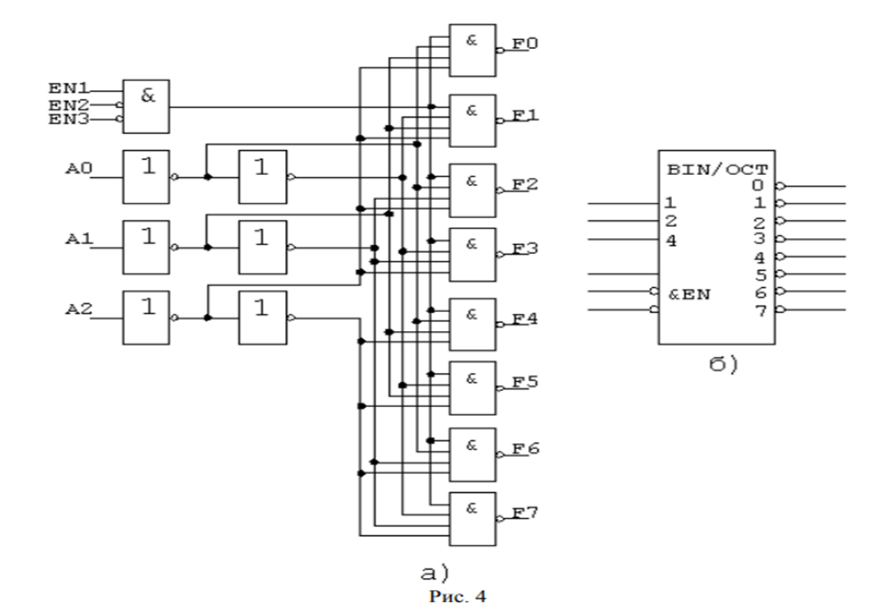 EN1
EN2
EN3
&
A0
1
1
A1
1
1
A2
1
1
& F0
& F1
& F2
& F3
& F4
& F5
& F6
& F7
а)
BIN/OCT
0
1 1
2 2
4 3
4
5
&EN 6
7
б)
Рис. 4